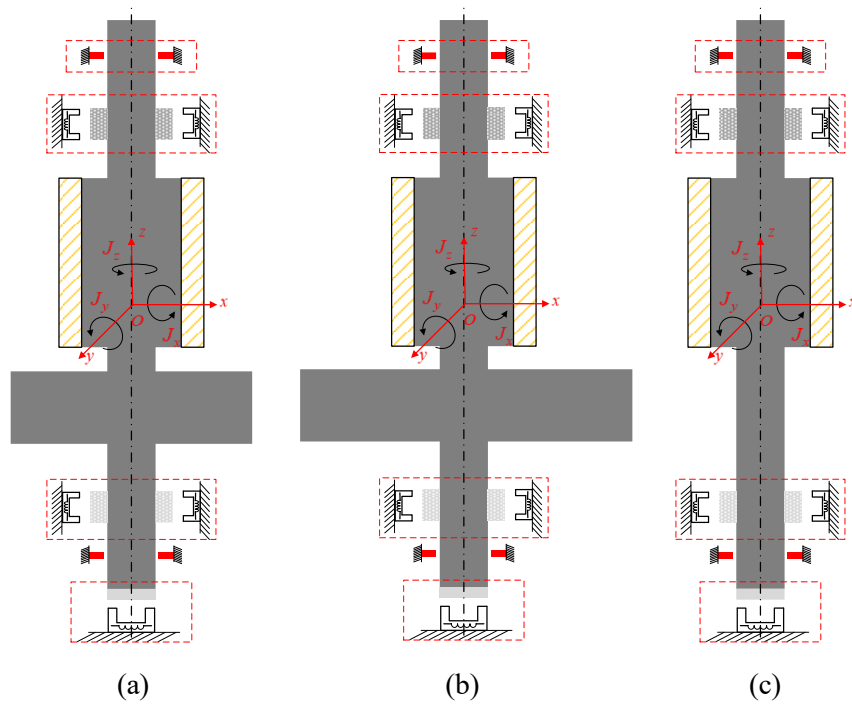 z z z
J_z J_z J_z
J_y J_y J_y
x x x
O O O
J_x J_x J_x
y y y
(a) (b) (c)